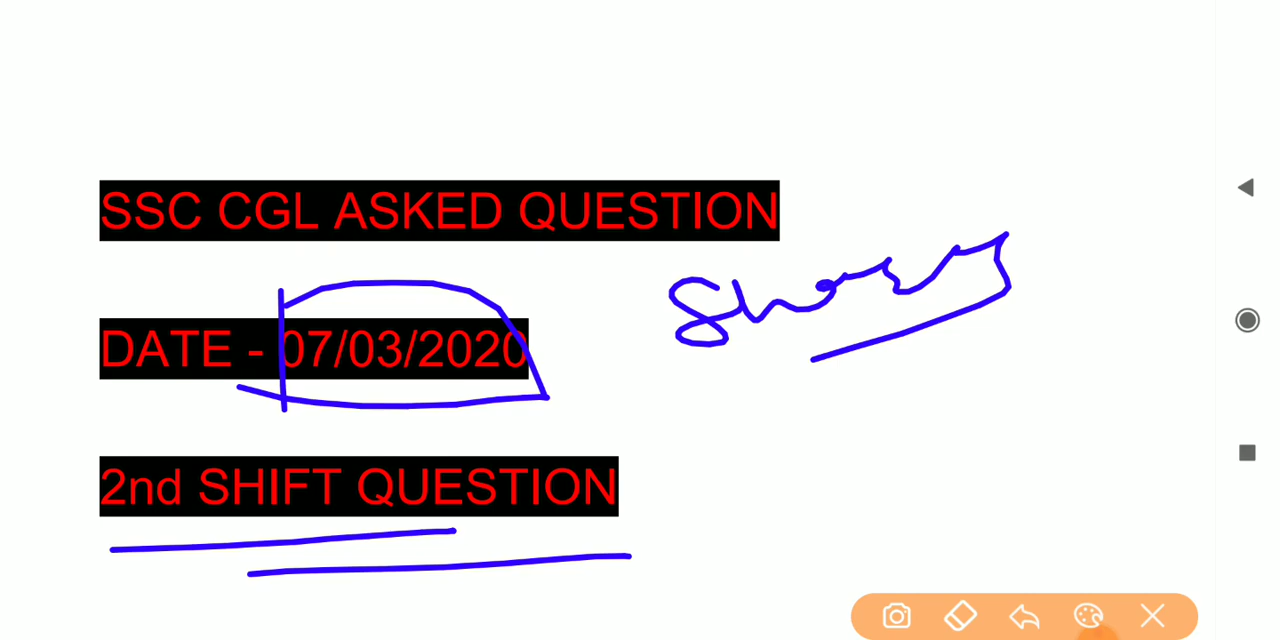 SSC CGL ASKED QUESTION
DATE - 07/03/2020
2nd SHIFT QUESTION